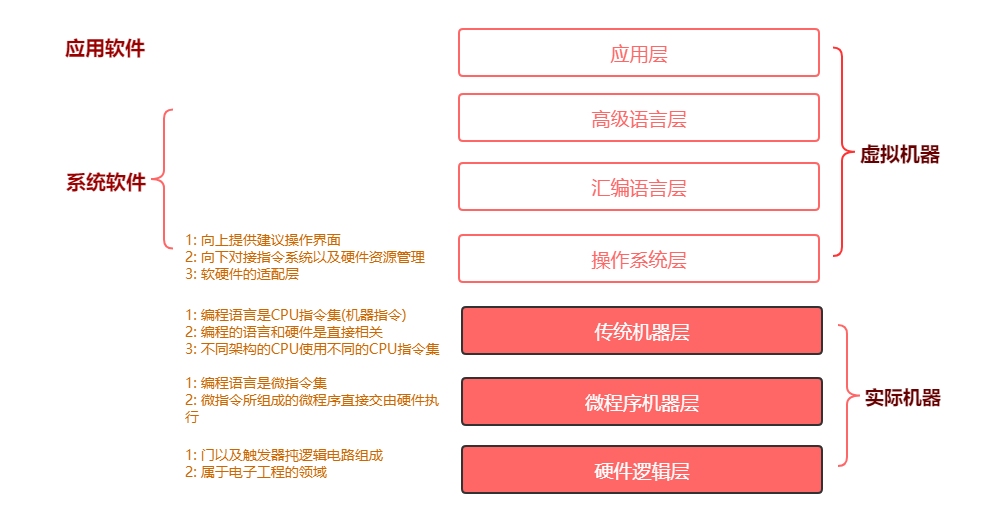 应用软件
应用层
高级语言层
虚拟机器
系统软件
汇编语言层
1: 向上提供建议操作界面
2: 向下对接指令系统以及硬件资源管理
3: 软硬件的适配层
操作系统层
1: 编程语言是CPU指令集(机器指令)
2: 编程的语言和硬件是直接相关
3: 不同架构的CPU使用不同的CPU指令集
传统机器层
1: 编程语言是微指令集
2: 微指令所组成的微程序直接交由硬件执
行
微程序机器层
实际机器
1: 门以及触发器扽逻辑电路组成
2: 属于电子工程的领域
硬件逻辑层